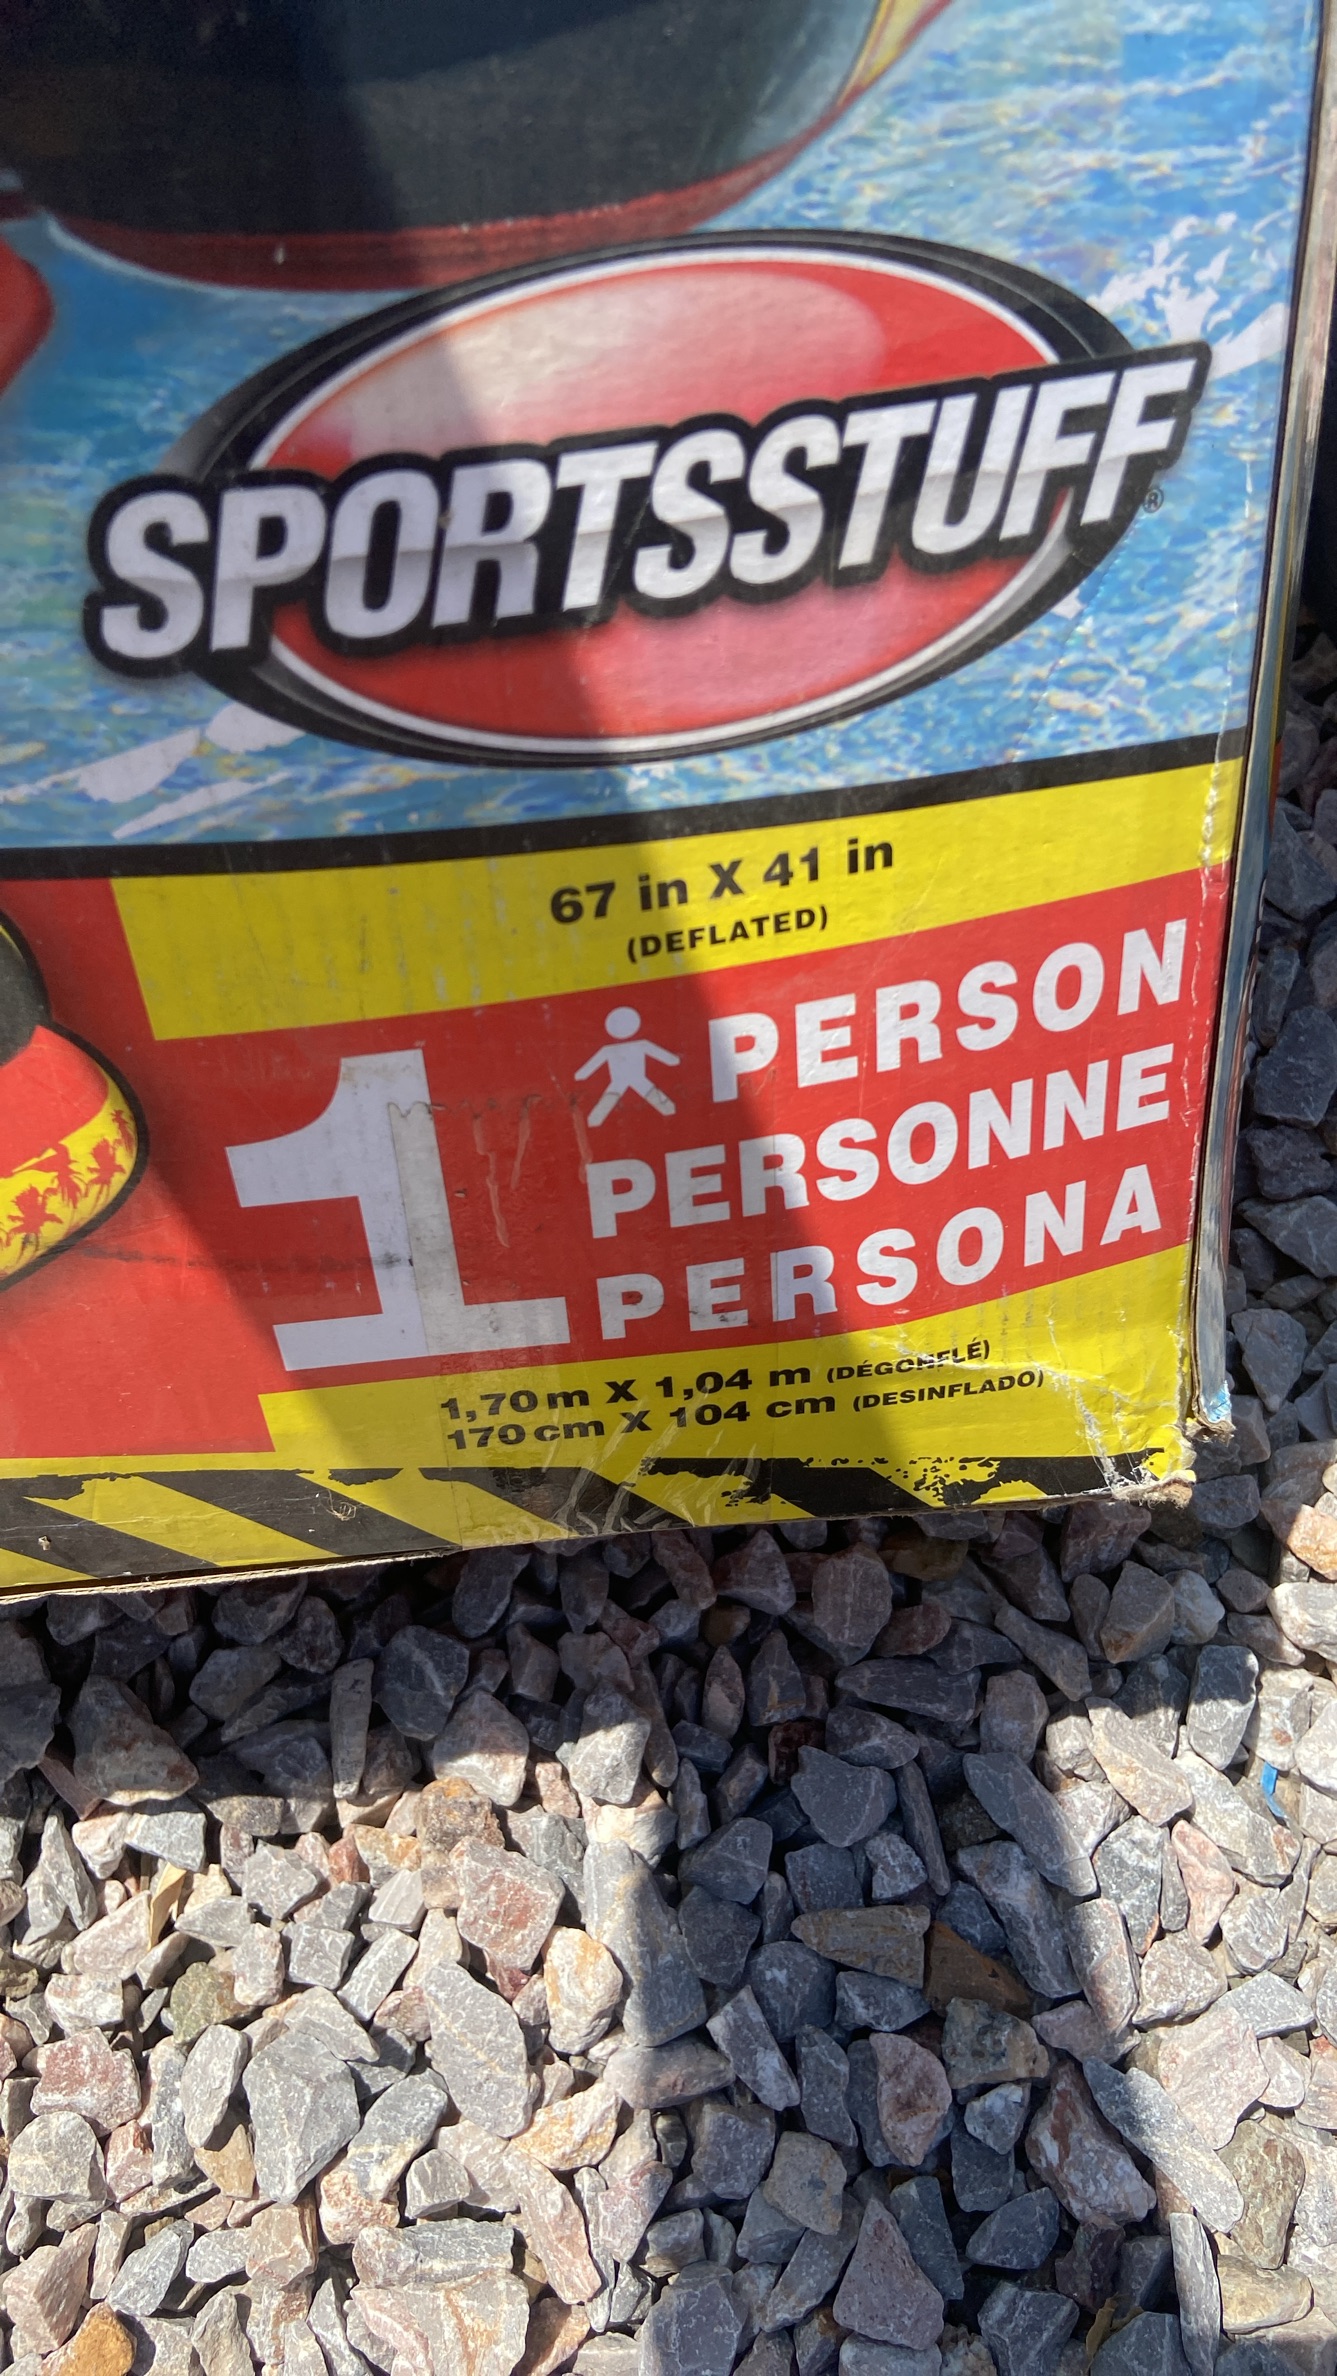 SPORTSSTUFF®
67 in X 41 in
(DEFLATED)
1 PERSON
PERSONNE
PERSONA
1,70 m X 1,04 m (DÉGONFLÉ)
170 cm X 104 cm (DESINFLADO)